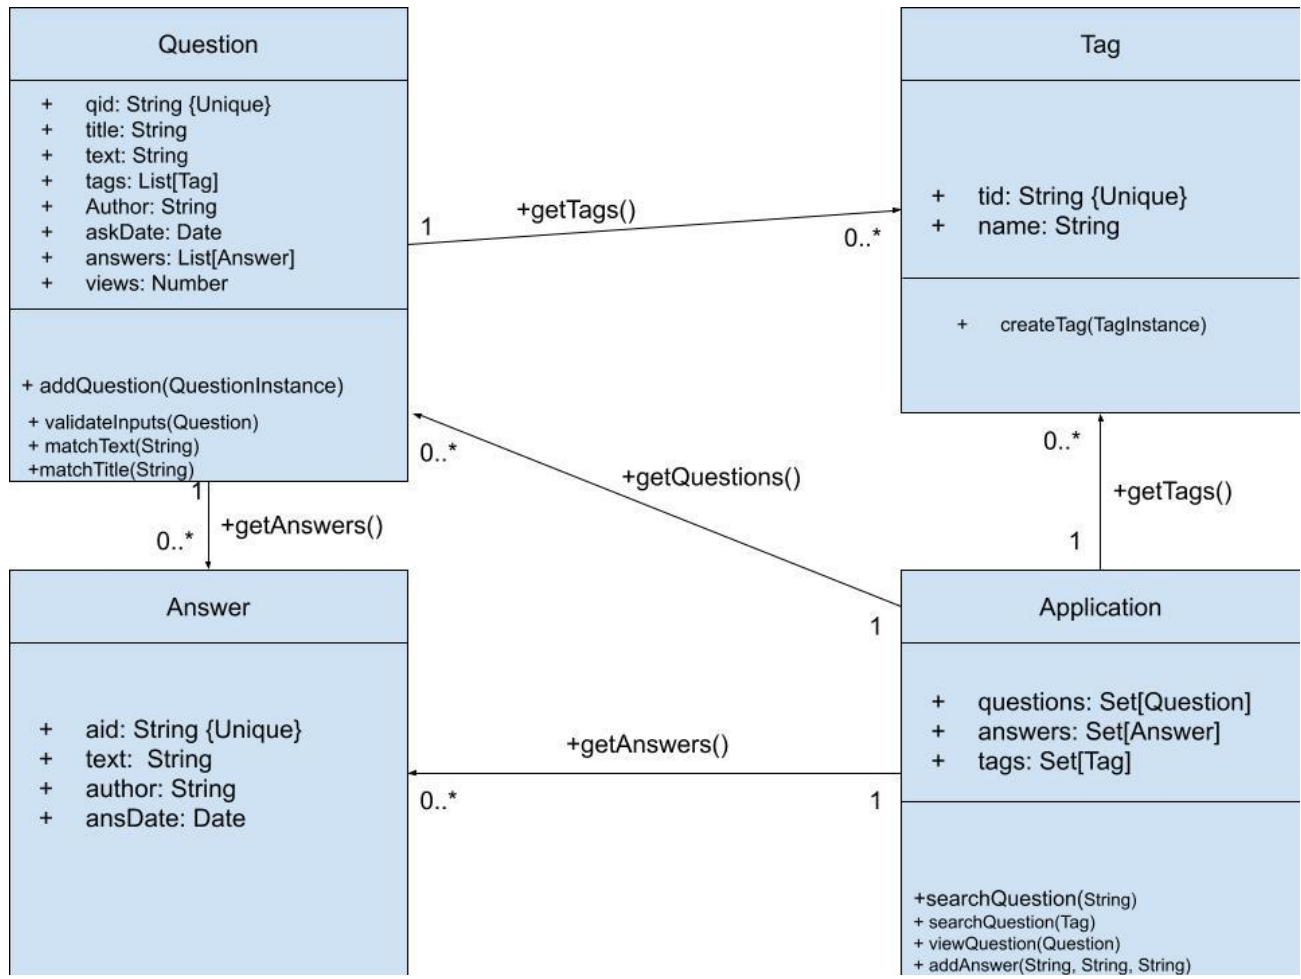 Question
+ qid: String {Unique}
+ title: String
+ text: String
+ tags: List[Tag]
+ Author: String
+ askDate: Date
+ answers: List[Answer]
+ views: Number
+ addQuestion(QuestionInstance)
+ validateInputs(Question)
+ matchText(String)
+matchTitle(String)
1
+getTags()
0..*
Tag
+ tid: String {Unique}
+ name: String
+ createTag(TagInstance)
1
+getAnswers()
0..*
0..*
+getQuestions()
1
0..*
+getTags()
1
Answer
+ aid: String {Unique}
+ text: String
+ author: String
+ ansDate: Date
+getAnswers()
0..*
1
Application
+ questions: Set[Question]
+ answers: Set[Answer]
+ tags: Set[Tag]
+searchQuestion(String)
+ searchQuestion(Tag)
+ viewQuestion(Question)
+ addAnswer(String, String, String)